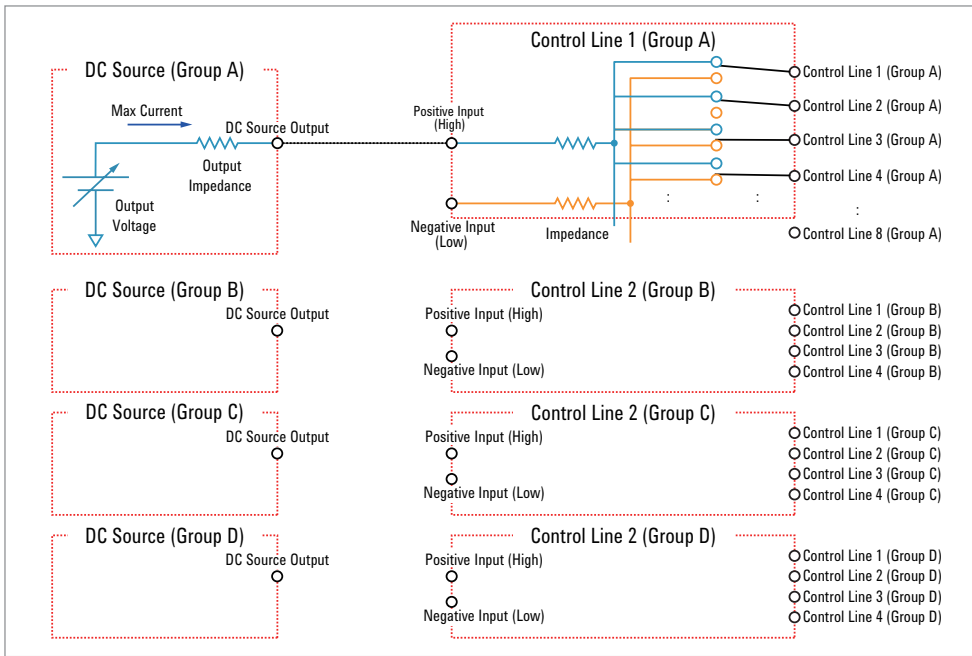 Control Line 1 (Group A)
DC Source (Group A)
Max Current
DC Source Output
Output
Impedance
Output
Voltage
Positive Input
(High)
Negative Input
(Low)
Impedance
Control Line 1 (Group A)
Control Line 2 (Group A)
Control Line 3 (Group A)
Control Line 4 (Group A)
:
:
:
Control Line 8 (Group A)
DC Source (Group B)
DC Source Output
Control Line 2 (Group B)
Positive Input (High)
Negative Input (Low)
Control Line 1 (Group B)
Control Line 2 (Group B)
Control Line 3 (Group B)
Control Line 4 (Group B)
DC Source (Group C)
DC Source Output
Control Line 2 (Group C)
Positive Input (High)
Negative Input (Low)
Control Line 1 (Group C)
Control Line 2 (Group C)
Control Line 3 (Group C)
Control Line 4 (Group C)
DC Source (Group D)
DC Source Output
Control Line 2 (Group D)
Positive Input (High)
Negative Input (Low)
Control Line 1 (Group D)
Control Line 2 (Group D)
Control Line 3 (Group D)
Control Line 4 (Group D)